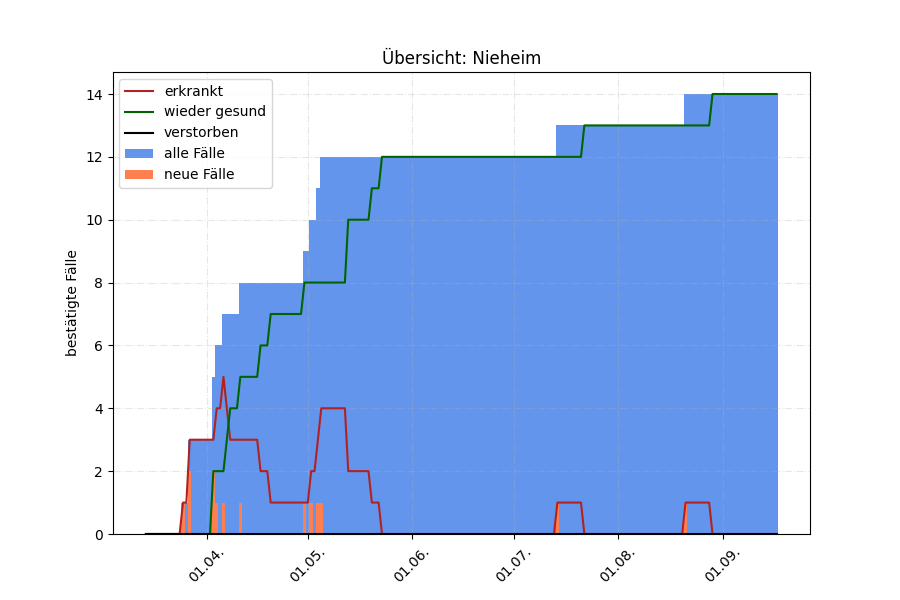 Übersicht: Nieheim
erkrankt
wieder gesund
verstorben
alle Fälle
neue Fälle
bestätigte Fälle
14
12
10
8
6
4
2
0
01.04.
01.05.
01.06.
01.07.
01.08.
01.09.